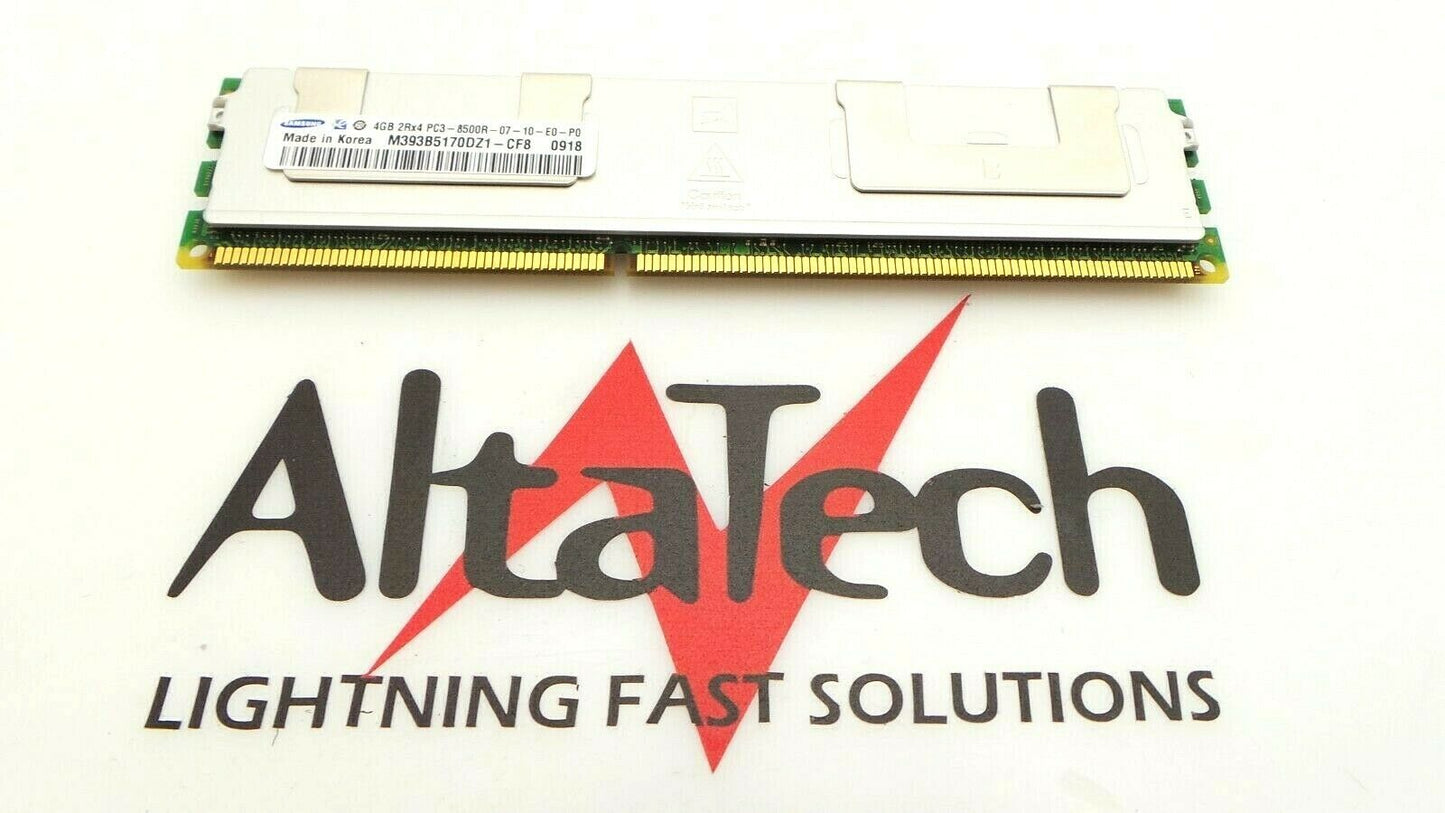 SAMSUNG 4GB 2Rx4 PC3-8500R-07-10-E0-P0
Made in Korea M393B5170DZ1-CF8 0918
Caution
E
AltaTech
LIGHTNING FAST SOLUTIONS